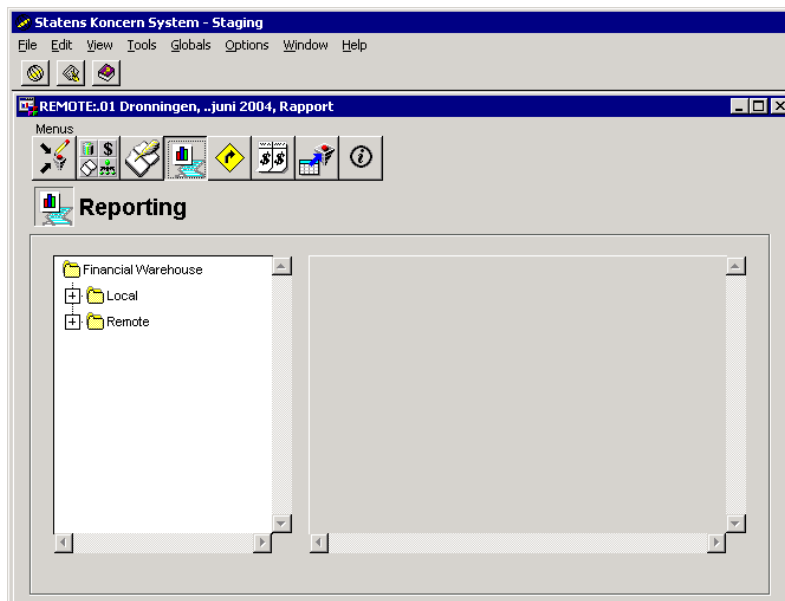 Statens Koncern System - Staging
File Edit View Tools Globals Options Window Help
REMOTE:.01 Dronningen, ..juni 2004, Rapport
Menus
Reporting
Financial Warehouse
Local
Remote